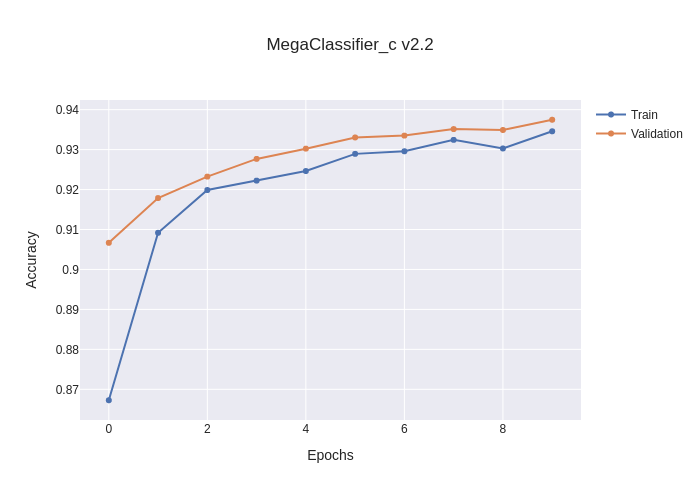 MegaClassifier_c v2.2
Accuracy
0.94
0.93
0.92
0.91
0.9
0.89
0.88
0.87
0 2 4 6 8
Epochs
Train
Validation